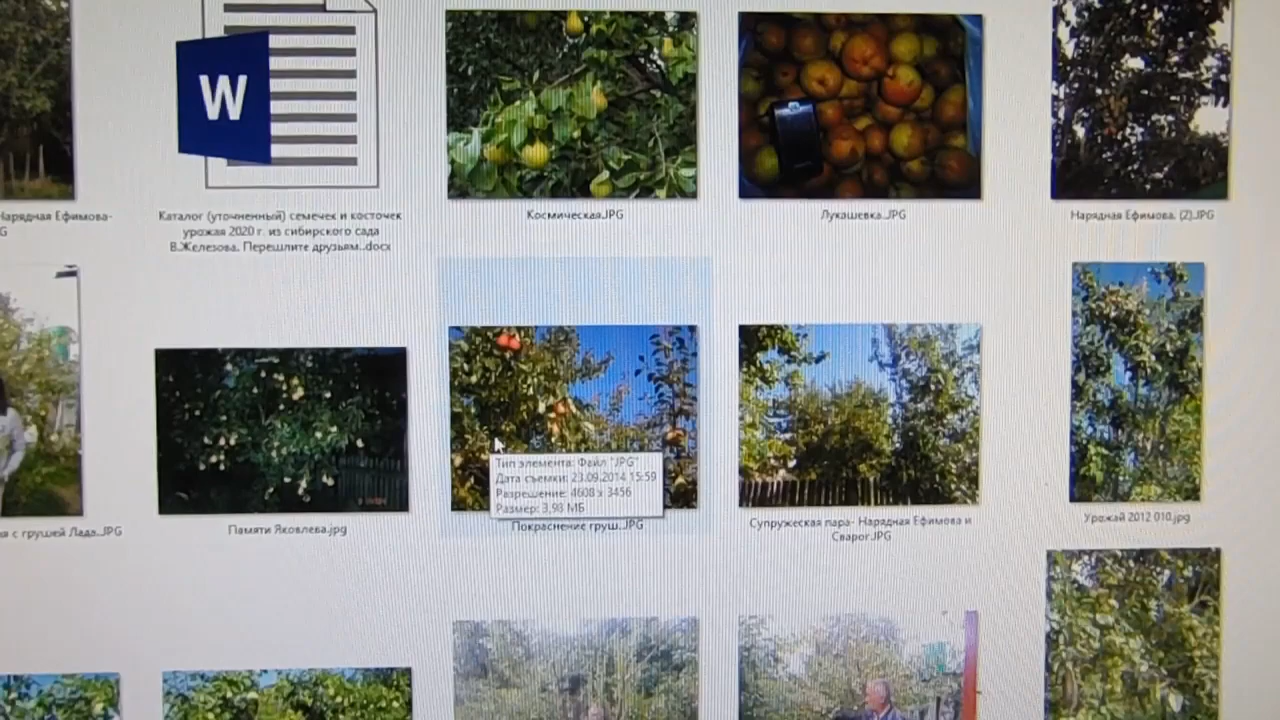 W
Нарядная Ефимова-
G
Каталог (уточненный) семечек и косточек
урожая 2020 г. из сибирского сада
В.Железова. Перешлите друзьям..docx
Космическая.JPG
Лукашевка.JPG
Нарядная Ефимова. (2).JPG
я с грушей Лада..JPG
Памяти Яковлева.jpg
Тип элемента: Файл "JPG"
Дата съемки: 23.09.2014 15:59
Разрешение: 4608 x 3456
Размер: 3,98 МБ
Покраснение груш.JPG
Супружеская пара- Нарядная Ефимова и
Сварог.JPG
Урожай 2012 010.jpg